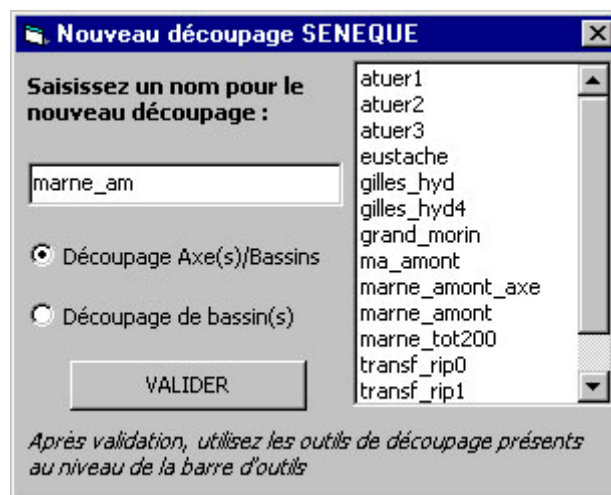 Nouveau découpage SENEQUE
Saisissez un nom pour le
nouveau découpage :
marne_am
Découpage Axe(s)/Bassins
Découpage de bassin(s)
VALIDER
atuer1
atuer2
atuer3
eustache
gilles_hyd
gilles_hyd4
grand_morin
ma_amont
marne_amont_axe
marne_amont
marne_tot200
transf_rip0
transf_rip1
Après validation, utilisez les outils de découpage présents
au niveau de la barre d'outils